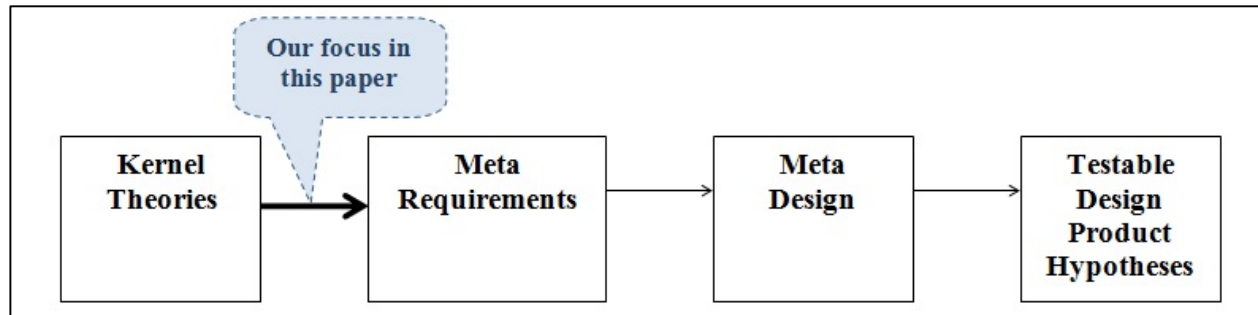 Our focus in
this paper
Kernel
Theories
Meta
Requirements
Meta
Design
Testable
Design
Product
Hypotheses